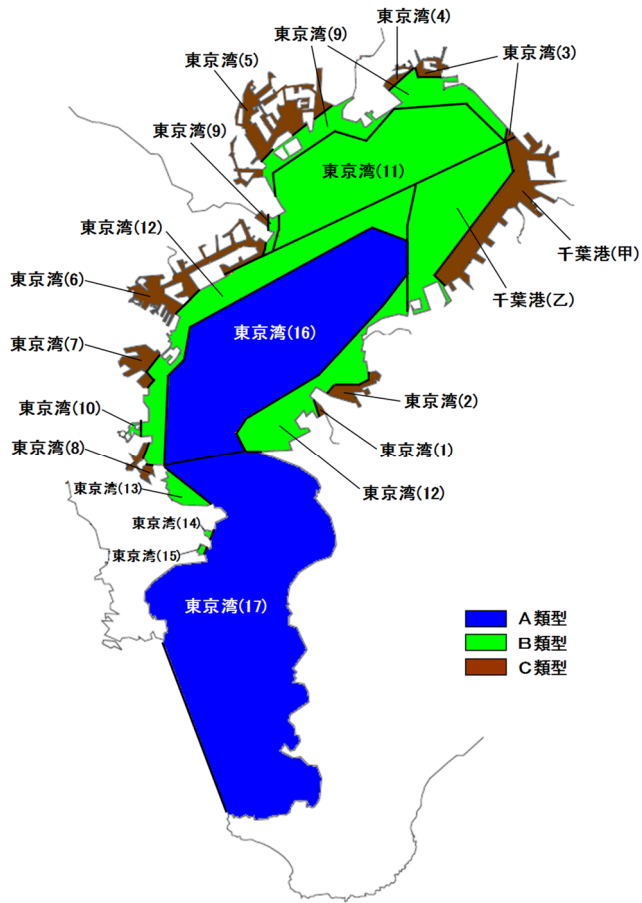 東京湾(4)
東京湾(9)
東京湾(3)
東京湾(5)
東京湾(9)
東京湾(11)
東京湾(12)
千葉港(甲)
東京湾(6)
千葉港(乙)
東京湾(16)
東京湾(7)
東京湾(2)
東京湾(10)
東京湾(8)
東京湾(1)
東京湾(13)
東京湾(12)
東京湾(14)
東京湾(15)
東京湾(17)
A類型
B類型
C類型